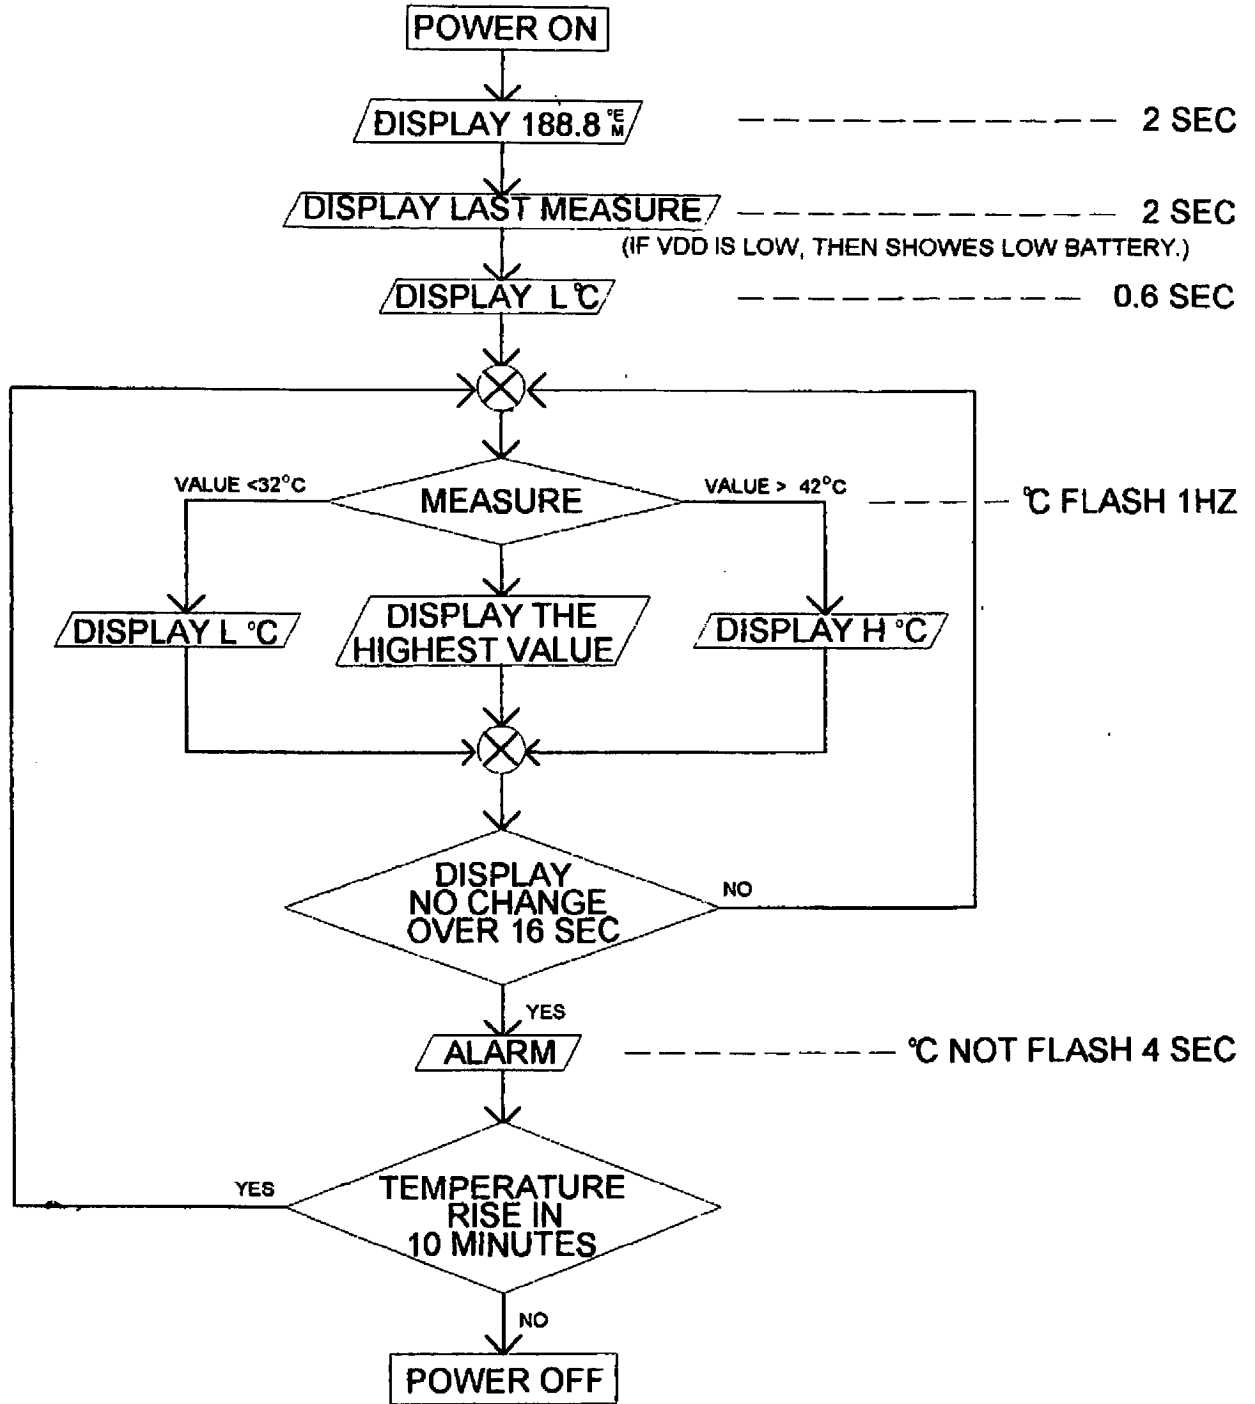 POWER ON
DISPLAY 188.8 °E M
2 SEC
DISPLAY LAST MEASURE
2 SEC
(IF VDD IS LOW, THEN SHOWES LOW BATTERY.)
DISPLAY L °C
0.6 SEC
VALUE <32°C
MEASURE
VALUE > 42°C
°C FLASH 1HZ
DISPLAY L °C
DISPLAY THE
HIGHEST VALUE
DISPLAY H °C
DISPLAY
NO CHANGE
OVER 16 SEC
NO
YES
ALARM
°C NOT FLASH 4 SEC
YES
TEMPERATURE
RISE IN
10 MINUTES
NO
POWER OFF